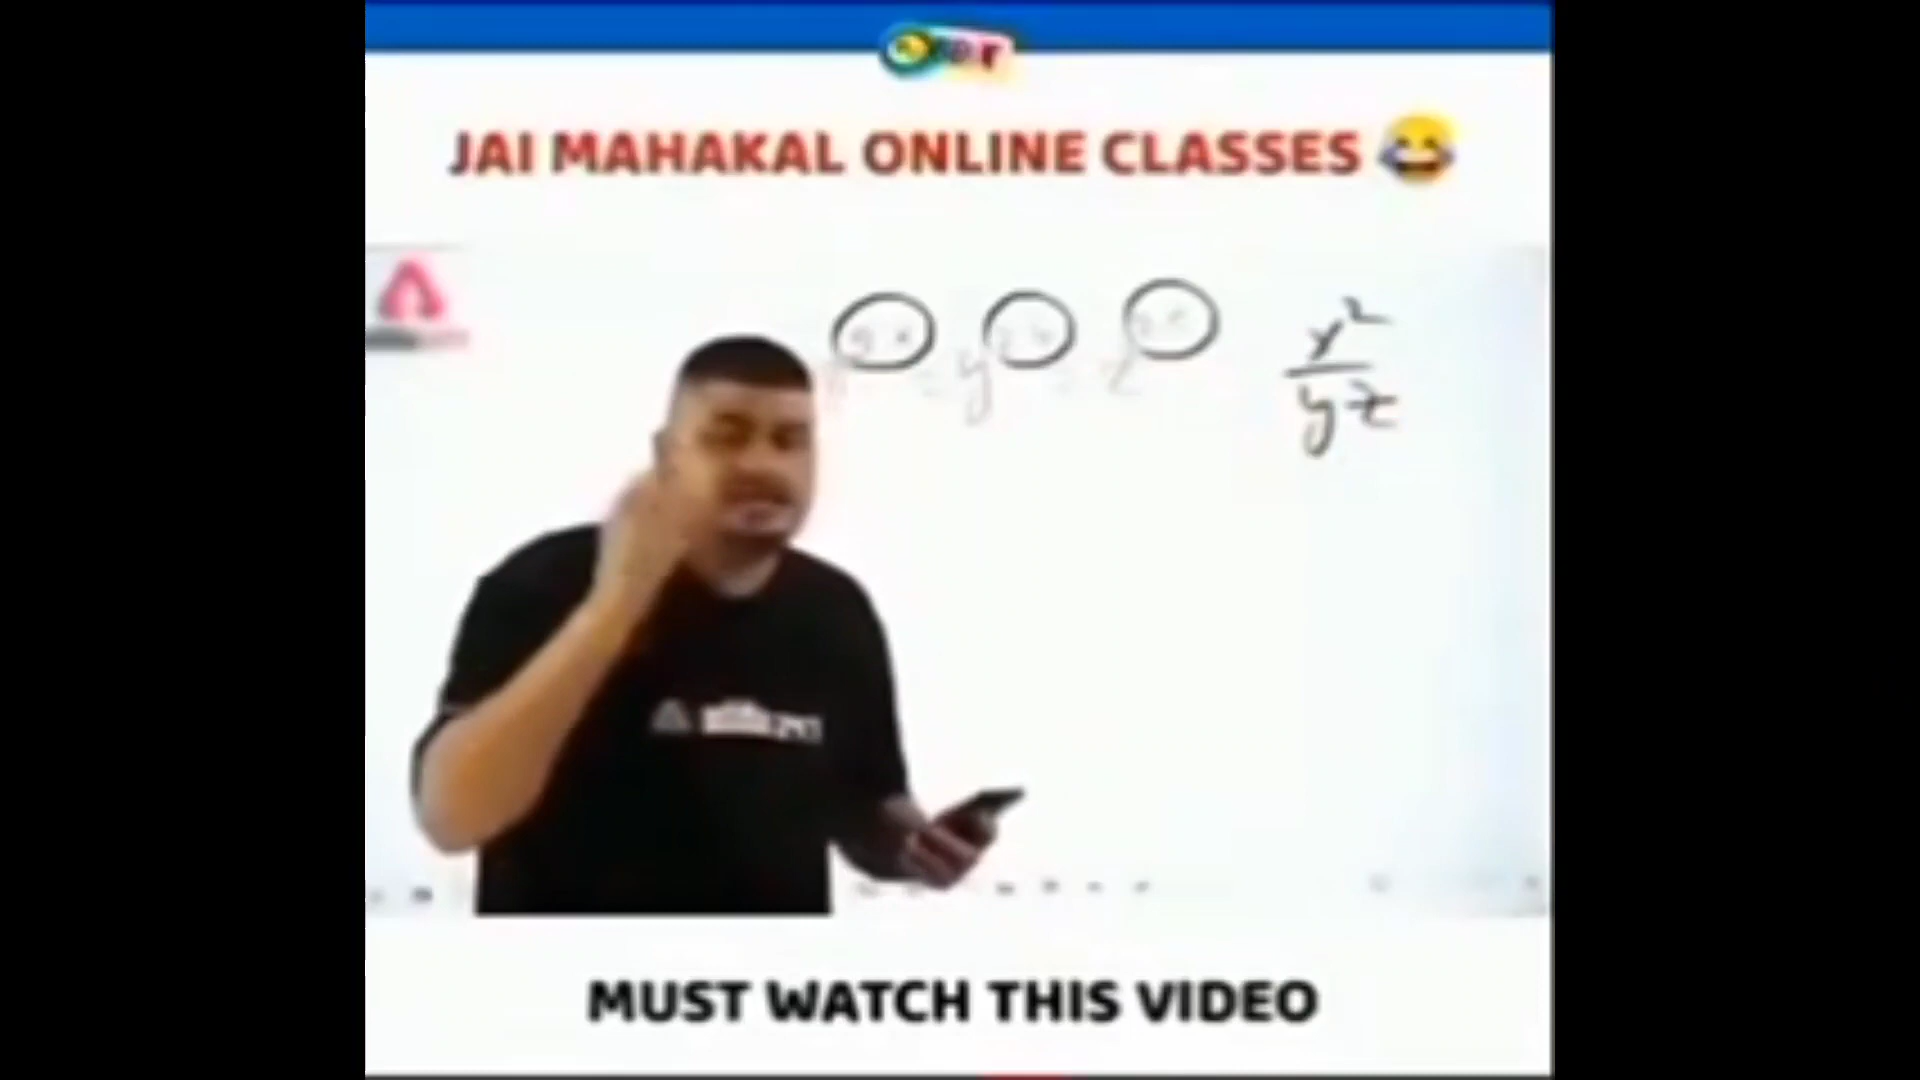 JAI MAHAKAL ONLINE CLASSES 😂
x²
yz
MUST WATCH THIS VIDEO